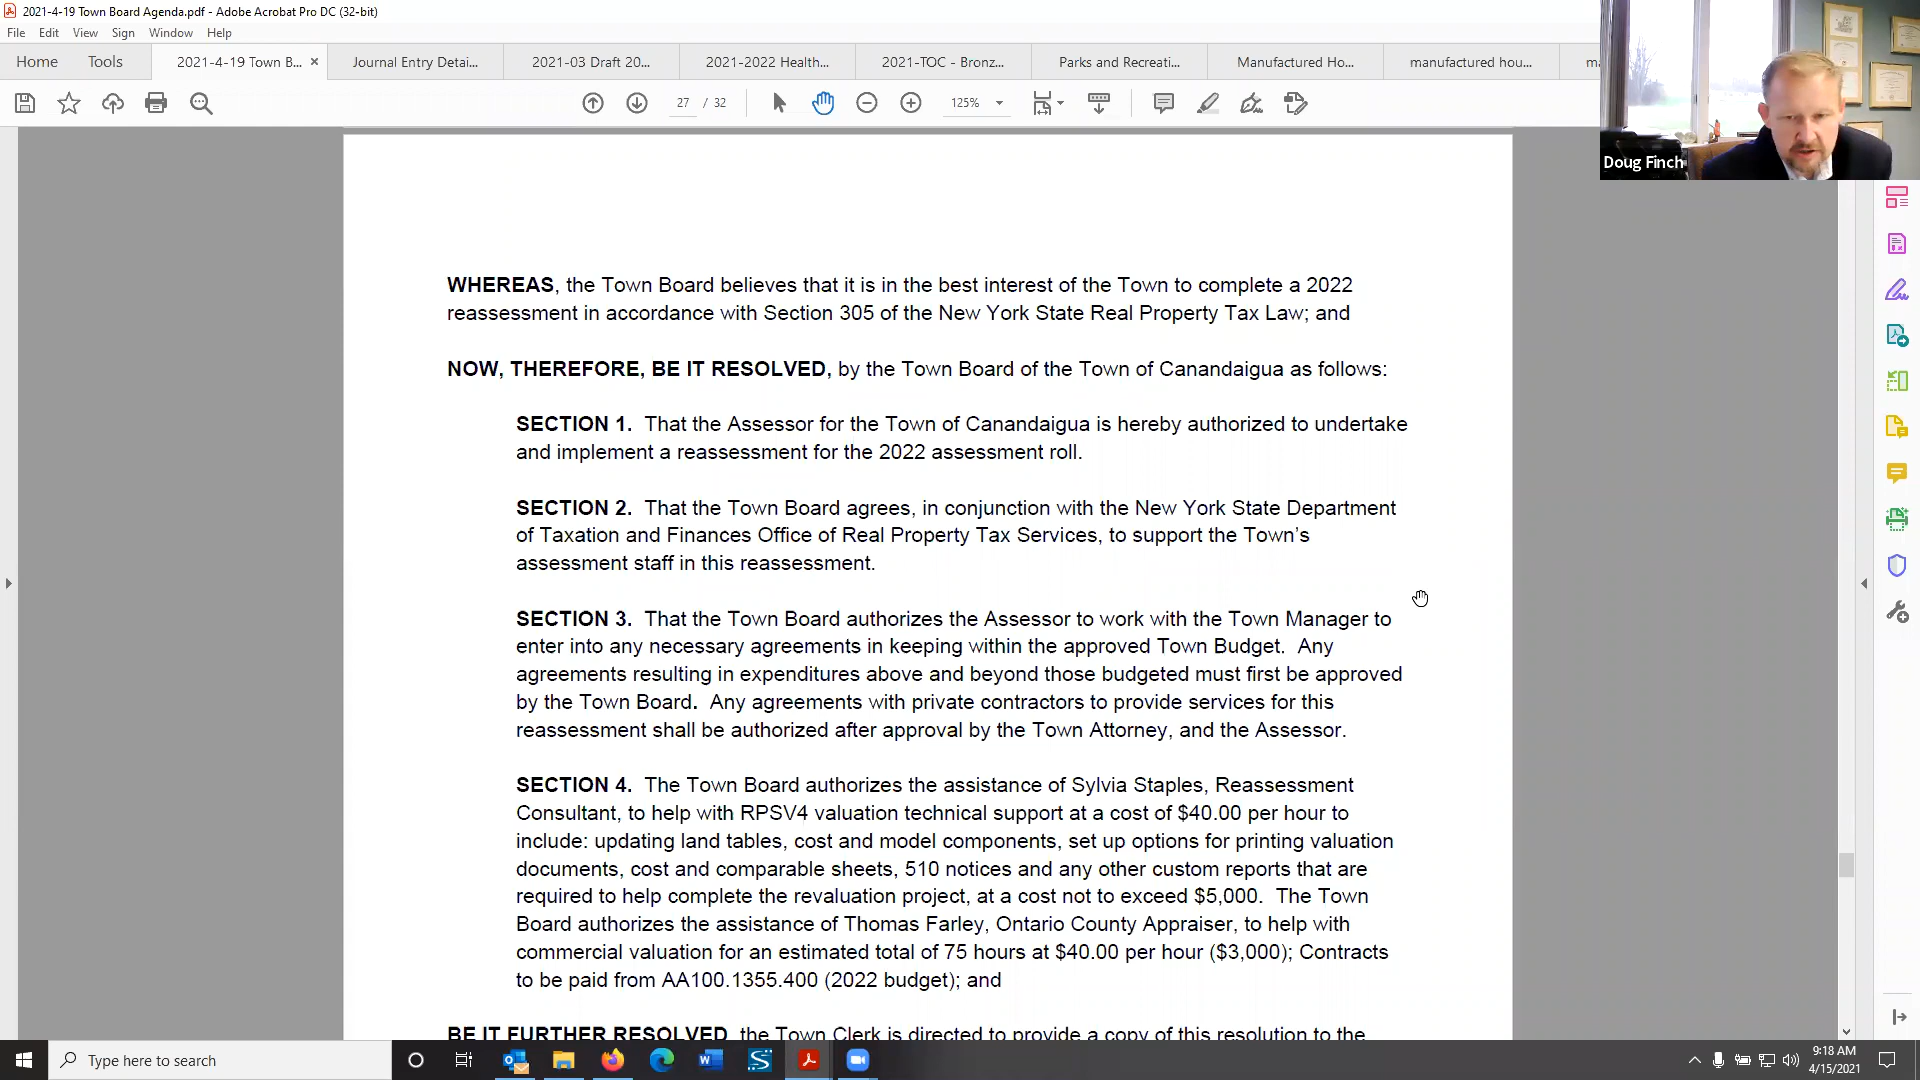 2021-4-19 Town Board Agenda.pdf - Adobe Acrobat Pro DC (32-bit)
File Edit View Sign Window Help
Home Tools 2021-4-19 Town B... × Journal Entry Detai... 2021-03 Draft 20... 2021-2022 Health... 2021-TOC - Bronz... Parks and Recreati... Manufactured Ho... manufactured hou...
27 / 32 125%
Doug Finch
WHEREAS, the Town Board believes that it is in the best interest of the Town to complete a 2022
reassessment in accordance with Section 305 of the New York State Real Property Tax Law; and
NOW, THEREFORE, BE IT RESOLVED, by the Town Board of the Town of Canandaigua as follows:
SECTION 1. That the Assessor for the Town of Canandaigua is hereby authorized to undertake
and implement a reassessment for the 2022 assessment roll.
SECTION 2. That the Town Board agrees, in conjunction with the New York State Department
of Taxation and Finances Office of Real Property Tax Services, to support the Town's
assessment staff in this reassessment.
SECTION 3. That the Town Board authorizes the Assessor to work with the Town Manager to
enter into any necessary agreements in keeping within the approved Town Budget. Any
agreements resulting in expenditures above and beyond those budgeted must first be approved
by the Town Board. Any agreements with private contractors to provide services for this
reassessment shall be authorized after approval by the Town Attorney, and the Assessor.
SECTION 4. The Town Board authorizes the assistance of Sylvia Staples, Reassessment
Consultant, to help with RPSV4 valuation technical support at a cost of $40.00 per hour to
include: updating land tables, cost and model components, set up options for printing valuation
documents, cost and comparable sheets, 510 notices and any other custom reports that are
required to help complete the revaluation project, at a cost not to exceed $5,000. The Town
Board authorizes the assistance of Thomas Farley, Ontario County Appraiser, to help with
commercial valuation for an estimated total of 75 hours at $40.00 per hour ($3,000); Contracts
to be paid from AA100.1355.400 (2022 budget); and
BE IT FURTHER RESOLVED, the Town Clerk is directed to provide a copy of this resolution to the
Type here to search
9:18 AM
4/15/2021